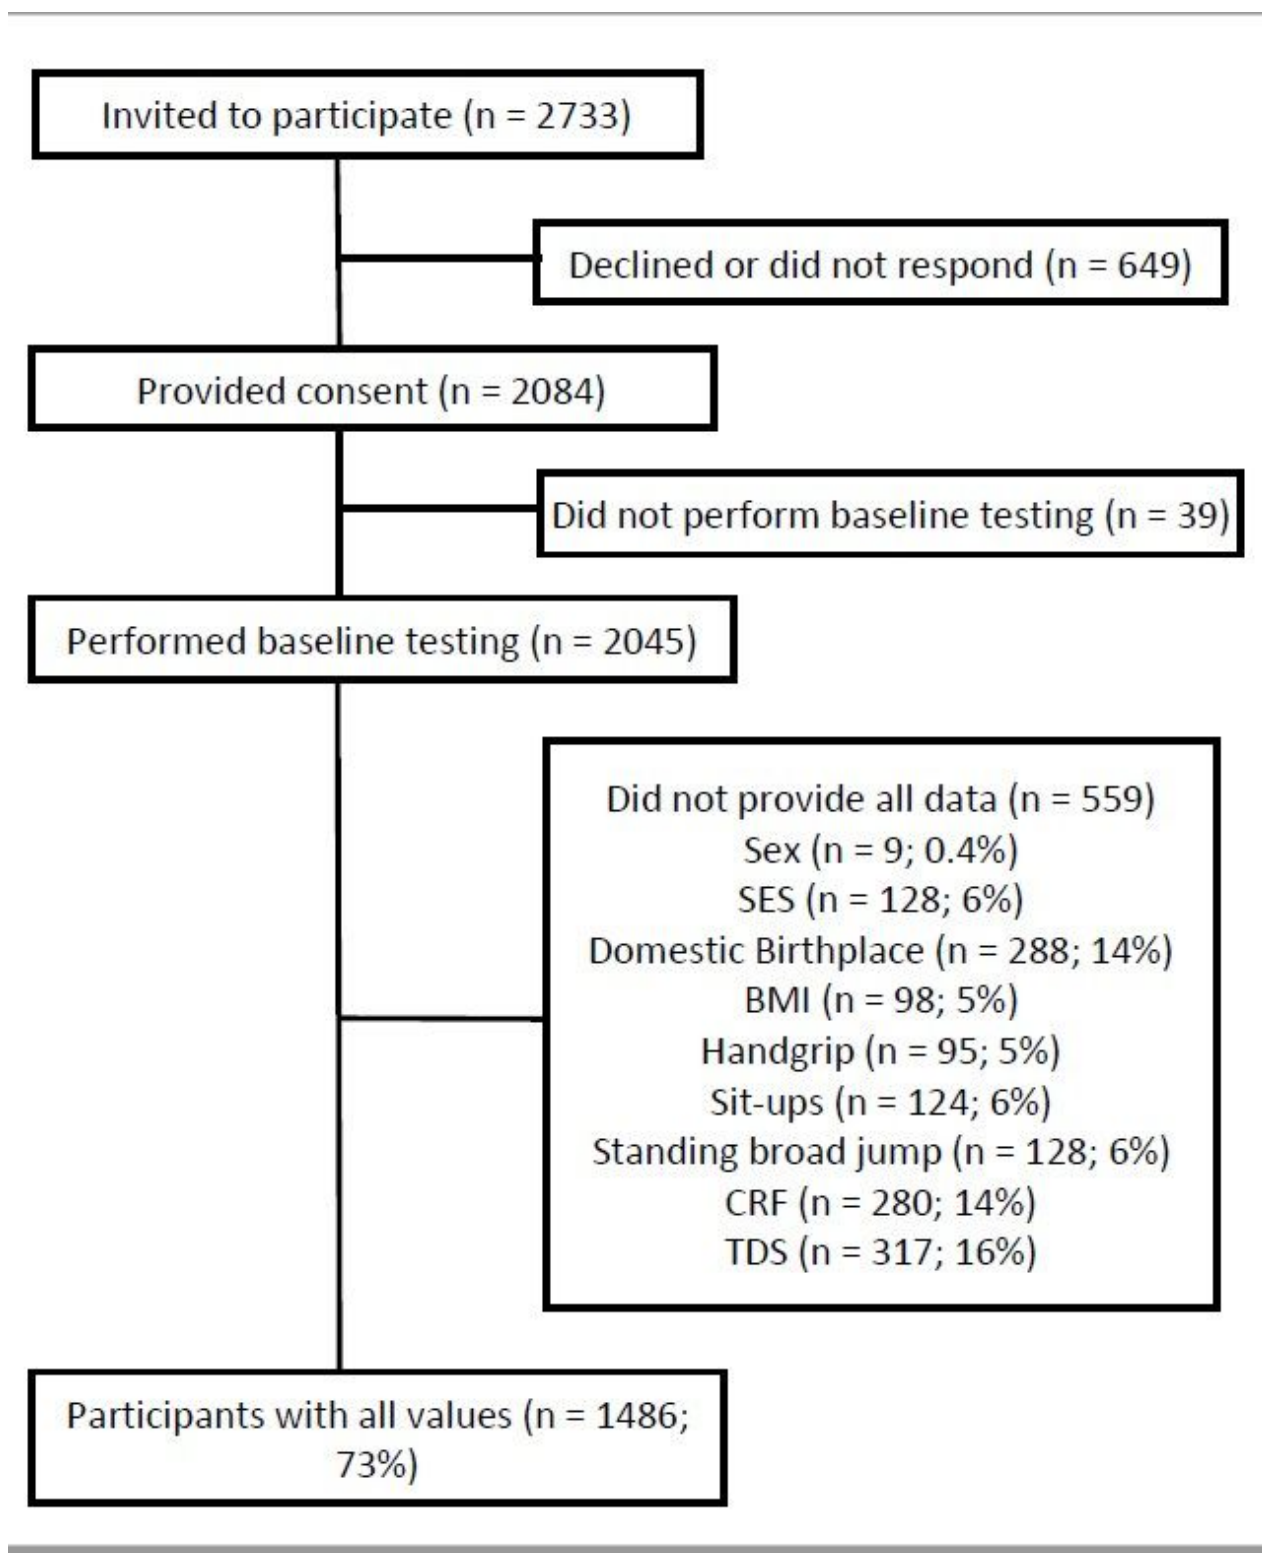 Invited to participate (n = 2733)
Declined or did not respond (n = 649)
Provided consent (n = 2084)
Did not perform baseline testing (n = 39)
Performed baseline testing (n = 2045)
Did not provide all data (n = 559)
Sex (n = 9; 0.4%)
SES (n = 128; 6%)
Domestic Birthplace (n = 288; 14%)
BMI (n = 98; 5%)
Handgrip (n = 95; 5%)
Sit-ups (n = 124; 6%)
Standing broad jump (n = 128; 6%)
CRF (n = 280; 14%)
TDS (n = 317; 16%)
Participants with all values (n = 1486;
73%)